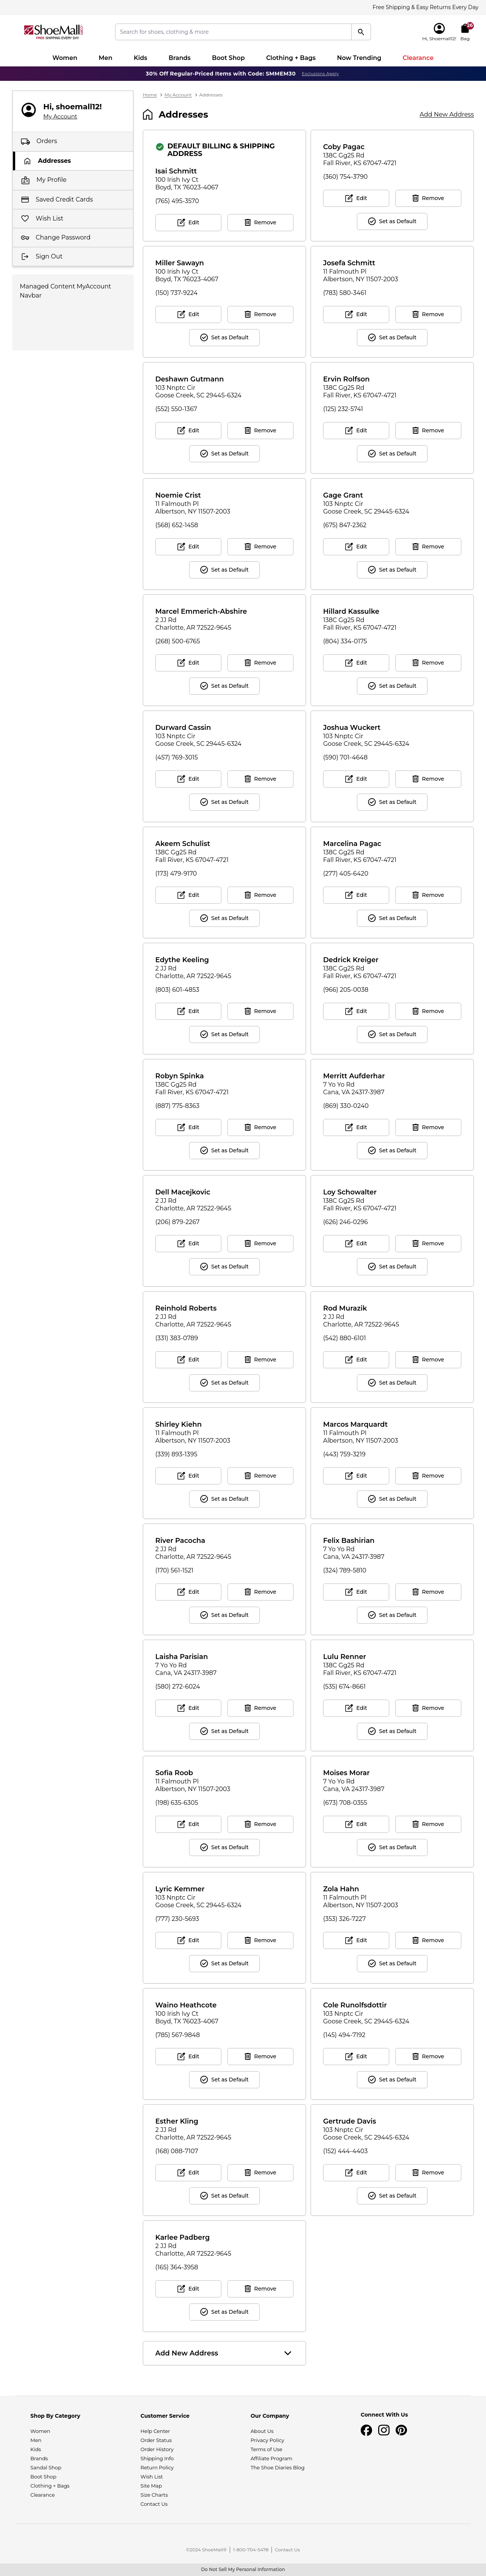 Free Shipping & Easy Returns Every Day
ShoeMall
FREE SHIPPING EVERY DAY
Search for shoes, clothing & more
Hi, Shoemall12!
Bag
Women Men Kids Brands Boot Shop Clothing + Bags Now Trending Clearance
30% Off Regular-Priced Items with Code: SMMEM30 Exclusions Apply
Hi, shoemall12!
My Account
Orders
Addresses
My Profile
Saved Credit Cards
Wish List
Change Password
Sign Out
Managed Content MyAccount
Navbar
Home > My Account > Addresses
Addresses
Add New Address
DEFAULT BILLING & SHIPPING
ADDRESS
Isai Schmitt
100 Irish Ivy Ct
Boyd, TX 76023-4067
(765) 495-3570
Edit Remove
Coby Pagac
138C Gg25 Rd
Fall River, KS 67047-4721
(360) 754-3790
Edit Remove
Set as Default
Miller Sawayn
100 Irish Ivy Ct
Boyd, TX 76023-4067
(150) 737-9224
Edit Remove
Set as Default
Josefa Schmitt
11 Falmouth Pl
Albertson, NY 11507-2003
(783) 580-3461
Edit Remove
Set as Default
Deshawn Gutmann
103 Nnptc Cir
Goose Creek, SC 29445-6324
(552) 550-1367
Edit Remove
Set as Default
Ervin Rolfson
138C Gg25 Rd
Fall River, KS 67047-4721
(125) 232-5741
Edit Remove
Set as Default
Noemie Crist
11 Falmouth Pl
Albertson, NY 11507-2003
(568) 652-1458
Edit Remove
Set as Default
Gage Grant
103 Nnptc Cir
Goose Creek, SC 29445-6324
(675) 847-2362
Edit Remove
Set as Default
Marcel Emmerich-Abshire
2 JJ Rd
Charlotte, AR 72522-9645
(268) 500-6765
Edit Remove
Set as Default
Hillard Kassulke
138C Gg25 Rd
Fall River, KS 67047-4721
(804) 334-0175
Edit Remove
Set as Default
Durward Cassin
103 Nnptc Cir
Goose Creek, SC 29445-6324
(457) 769-3015
Edit Remove
Set as Default
Joshua Wuckert
103 Nnptc Cir
Goose Creek, SC 29445-6324
(590) 701-4648
Edit Remove
Set as Default
Akeem Schulist
138C Gg25 Rd
Fall River, KS 67047-4721
(173) 479-9170
Edit Remove
Set as Default
Marcelina Pagac
138C Gg25 Rd
Fall River, KS 67047-4721
(277) 405-6420
Edit Remove
Set as Default
Edythe Keeling
2 JJ Rd
Charlotte, AR 72522-9645
(803) 601-4853
Edit Remove
Set as Default
Dedrick Kreiger
138C Gg25 Rd
Fall River, KS 67047-4721
(966) 205-0038
Edit Remove
Set as Default
Robyn Spinka
138C Gg25 Rd
Fall River, KS 67047-4721
(887) 775-8363
Edit Remove
Set as Default
Merritt Aufderhar
7 Yo Yo Rd
Cana, VA 24317-3987
(869) 330-0240
Edit Remove
Set as Default
Dell Macejkovic
2 JJ Rd
Charlotte, AR 72522-9645
(206) 879-2267
Edit Remove
Set as Default
Loy Schowalter
138C Gg25 Rd
Fall River, KS 67047-4721
(626) 246-0296
Edit Remove
Set as Default
Reinhold Roberts
2 JJ Rd
Charlotte, AR 72522-9645
(331) 383-0789
Edit Remove
Set as Default
Rod Murazik
2 JJ Rd
Charlotte, AR 72522-9645
(542) 880-6101
Edit Remove
Set as Default
Shirley Kiehn
11 Falmouth Pl
Albertson, NY 11507-2003
(339) 893-1395
Edit Remove
Set as Default
Marcos Marquardt
11 Falmouth Pl
Albertson, NY 11507-2003
(443) 759-3219
Edit Remove
Set as Default
River Pacocha
2 JJ Rd
Charlotte, AR 72522-9645
(170) 561-1521
Edit Remove
Set as Default
Felix Bashirian
7 Yo Yo Rd
Cana, VA 24317-3987
(324) 789-5810
Edit Remove
Set as Default
Laisha Parisian
7 Yo Yo Rd
Cana, VA 24317-3987
(580) 272-6024
Edit Remove
Set as Default
Lulu Renner
138C Gg25 Rd
Fall River, KS 67047-4721
(535) 674-8661
Edit Remove
Set as Default
Sofia Roob
11 Falmouth Pl
Albertson, NY 11507-2003
(198) 635-6305
Edit Remove
Set as Default
Moises Morar
7 Yo Yo Rd
Cana, VA 24317-3987
(673) 708-0355
Edit Remove
Set as Default
Lyric Kemmer
103 Nnptc Cir
Goose Creek, SC 29445-6324
(777) 230-5693
Edit Remove
Set as Default
Zola Hahn
11 Falmouth Pl
Albertson, NY 11507-2003
(353) 326-7227
Edit Remove
Set as Default
Waino Heathcote
100 Irish Ivy Ct
Boyd, TX 76023-4067
(785) 567-9848
Edit Remove
Set as Default
Cole Runolfsdottir
103 Nnptc Cir
Goose Creek, SC 29445-6324
(145) 494-7192
Edit Remove
Set as Default
Esther Kling
2 JJ Rd
Charlotte, AR 72522-9645
(168) 088-7107
Edit Remove
Set as Default
Gertrude Davis
103 Nnptc Cir
Goose Creek, SC 29445-6324
(152) 444-4403
Edit Remove
Set as Default
Karlee Padberg
2 JJ Rd
Charlotte, AR 72522-9645
(165) 364-3958
Edit Remove
Set as Default
Add New Address
Shop By Category
Women
Men
Kids
Brands
Sandal Shop
Boot Shop
Clothing + Bags
Clearance
Customer Service
Help Center
Order Status
Order History
Shipping Info
Return Policy
Wish List
Site Map
Size Charts
Contact Us
Our Company
About Us
Privacy Policy
Terms of Use
Affiliate Program
The Shoe Diaries Blog
Connect With Us
©2024 ShoeMall® | 1-800-704-5478 | Contact Us
Do Not Sell My Personal Information